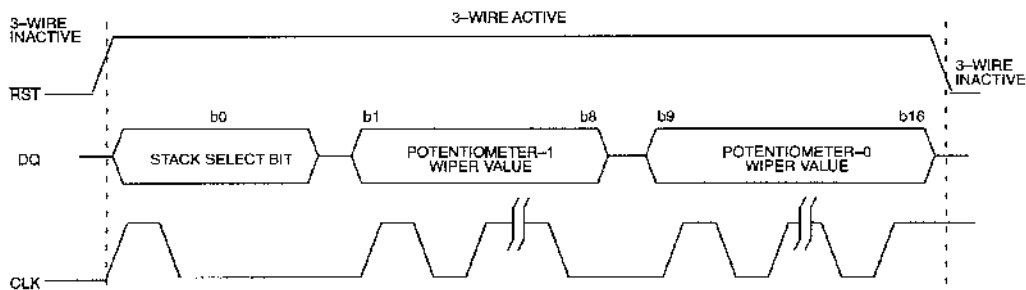 3-WIRE ACTIVE
3-WIRE
INACTIVE
3-WIRE
INACTIVE
RST
b0
b1
b8
b9
b16
DQ
STACK SELECT BIT
POTENTIOMETER-1
WIPER VALUE
POTENTIOMETER-0
WIPER VALUE
CLK